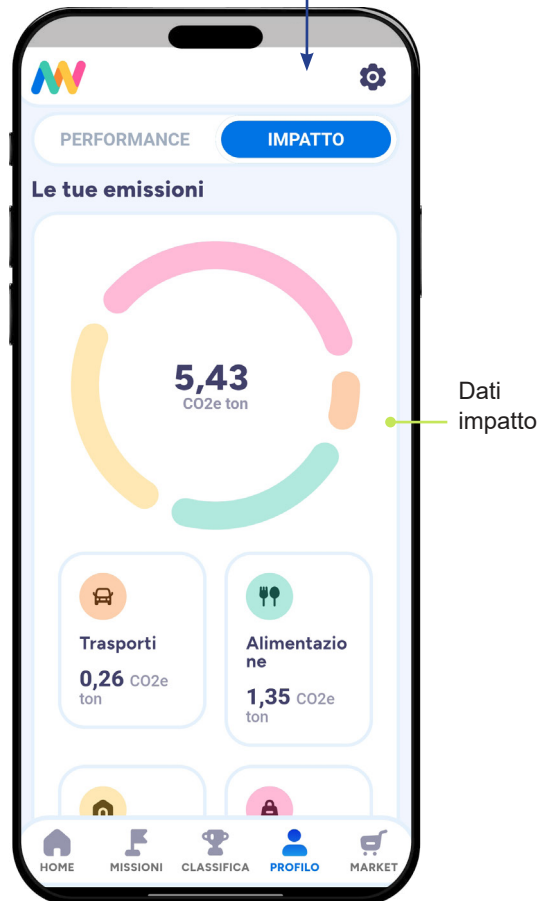 PERFORMANCE IMPATTO
Le tue emissioni
5,43
CO2e ton
Dati
impatto
Trasporti
0,26 CO2e
ton
Alimentazio
ne
1,35 CO2e
ton
HOME MISSIONI CLASSIFICA PROFILO MARKET